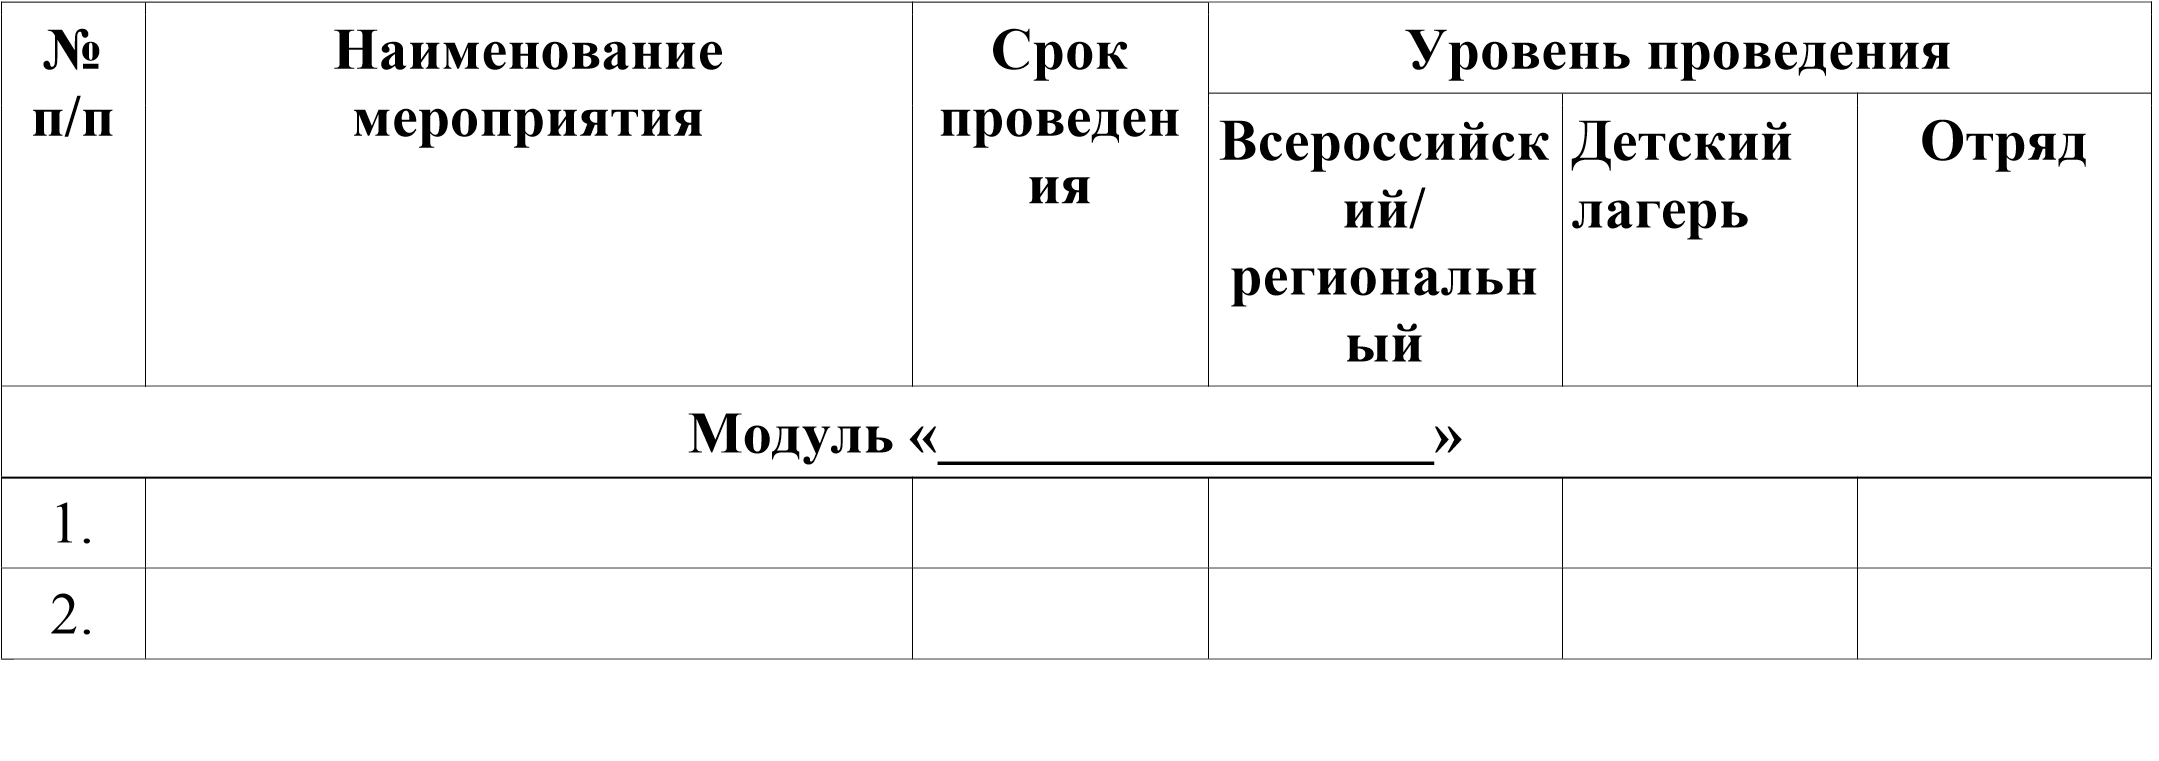 №
п/п
Наименование
мероприятия
Срок
проведен
ия
Уровень проведения
Всероссийск
ий/
региональн
ый
Детский
лагерь
Отряд
Модуль «_________________»
1.
2.